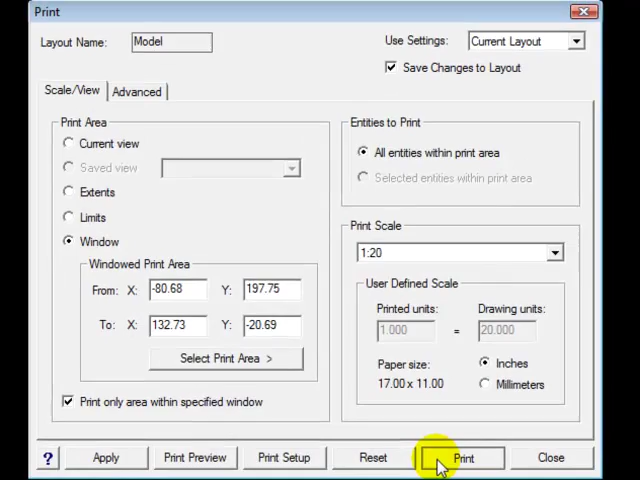 Print
Layout Name: Model
Use Settings: Current Layout
Save Changes to Layout
Scale/View Advanced
Print Area
Current view
Saved view
Extents
Limits
Window
Windowed Print Area
From: X: -80.68 Y: 197.75
To: X: 132.73 Y: -20.69
Select Print Area >
Print only area within specified window
Entities to Print
All entities within print area
Selected entities within print area
Print Scale
1:20
User Defined Scale
Printed units: Drawing units:
1.000 = 20.000
Paper size: Inches
17.00 x 11.00 Millimeters
? Apply Print Preview Print Setup Reset Print Close